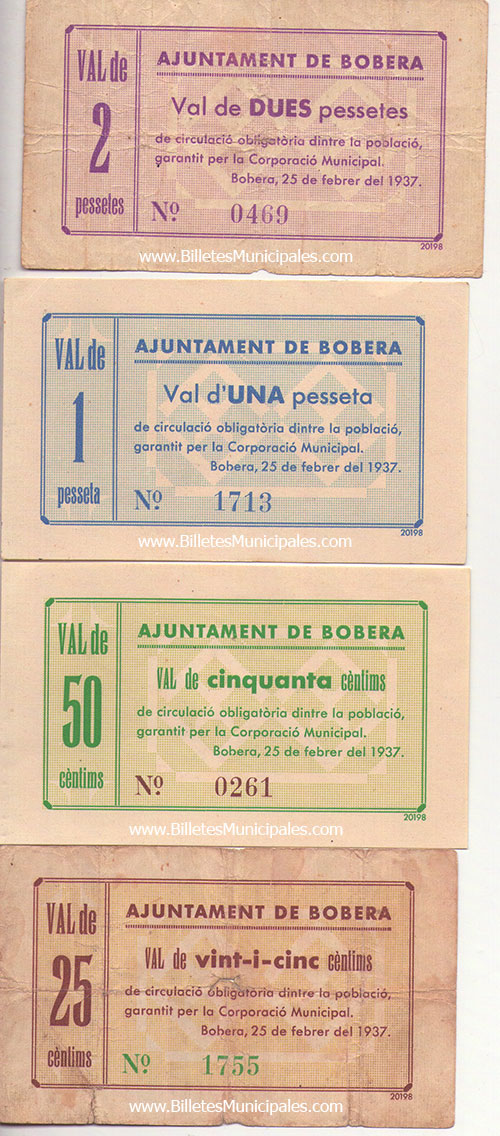 VAL de
2
pessetes
AJUNTAMENT DE BOBERA
Val de DUES pessetes
de circulació obligatòria dintre la població,
garantit per la Corporació Municipal.
Bobera, 25 de febrer del 1937.
Nº 0469
20198
www.BilletesMunicipales.com
VAL de
1
pesseta
AJUNTAMENT DE BOBERA
Val d'UNA pesseta
de circulació obligatòria dintre la població,
garantit per la Corporació Municipal.
Bobera, 25 de febrer del 1937.
Nº 1713
20198
www.BilletesMunicipales.com
VAL de
50
cèntims
AJUNTAMENT DE BOBERA
VAL de cinquanta cèntims
de circulació obligatòria dintre la població,
garantit per la Corporació Municipal.
Bobera, 25 de febrer del 1937.
Nº 0261
20198
www.BilletesMunicipales.com
VAL de
25
cèntims
AJUNTAMENT DE BOBERA
VAL de vint-i-cinc cèntims
de circulació obligatòria dintre la població,
garantit per la Corporació Municipal.
Bobera, 25 de febrer del 1937.
Nº 1755
20198
www.BilletesMunicipales.com